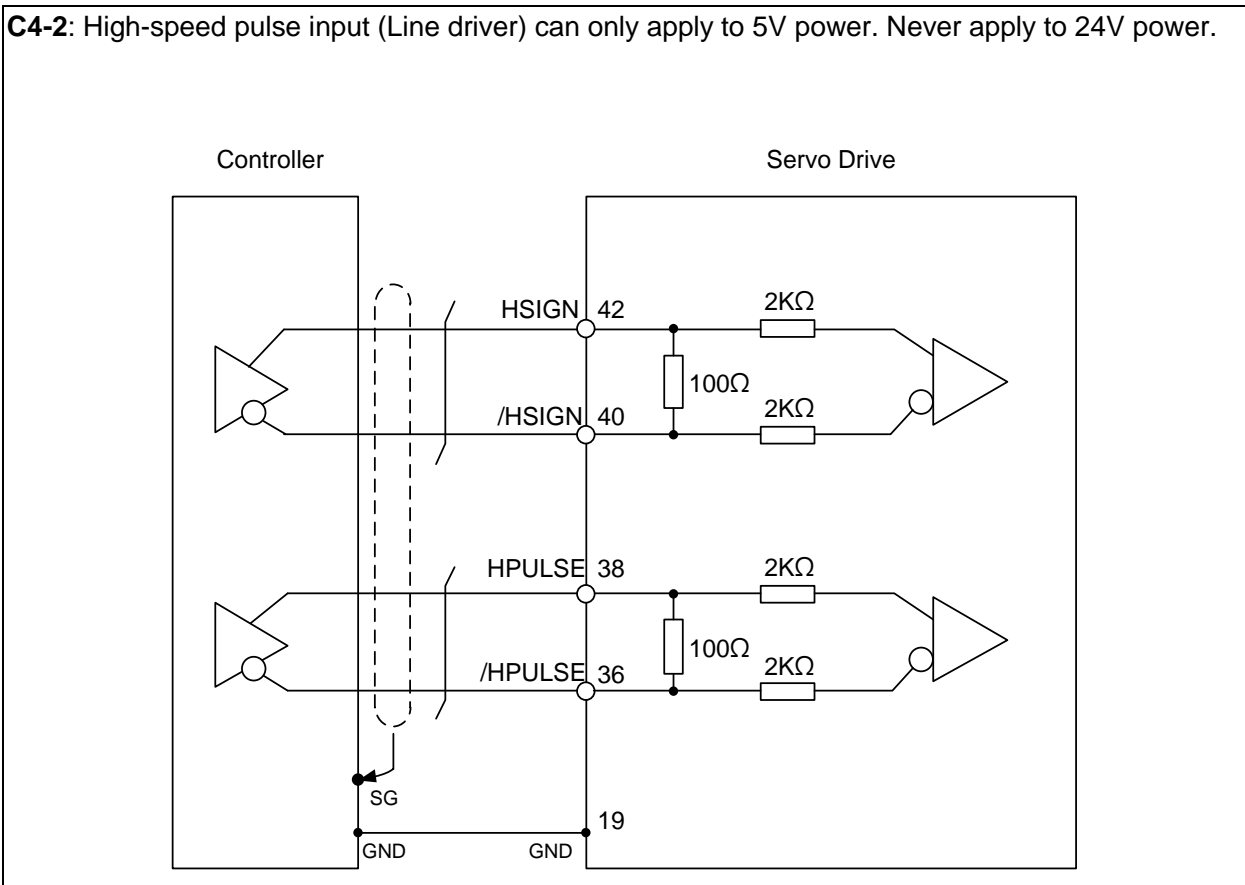 C4-2: High-speed pulse input (Line driver) can only apply to 5V power. Never apply to 24V power.
Controller
Servo Drive
HSIGN 42
2KΩ
100Ω
/HSIGN 40
2KΩ
HPULSE 38
2KΩ
100Ω
/HPULSE 36
2KΩ
SG
19
GND
GND